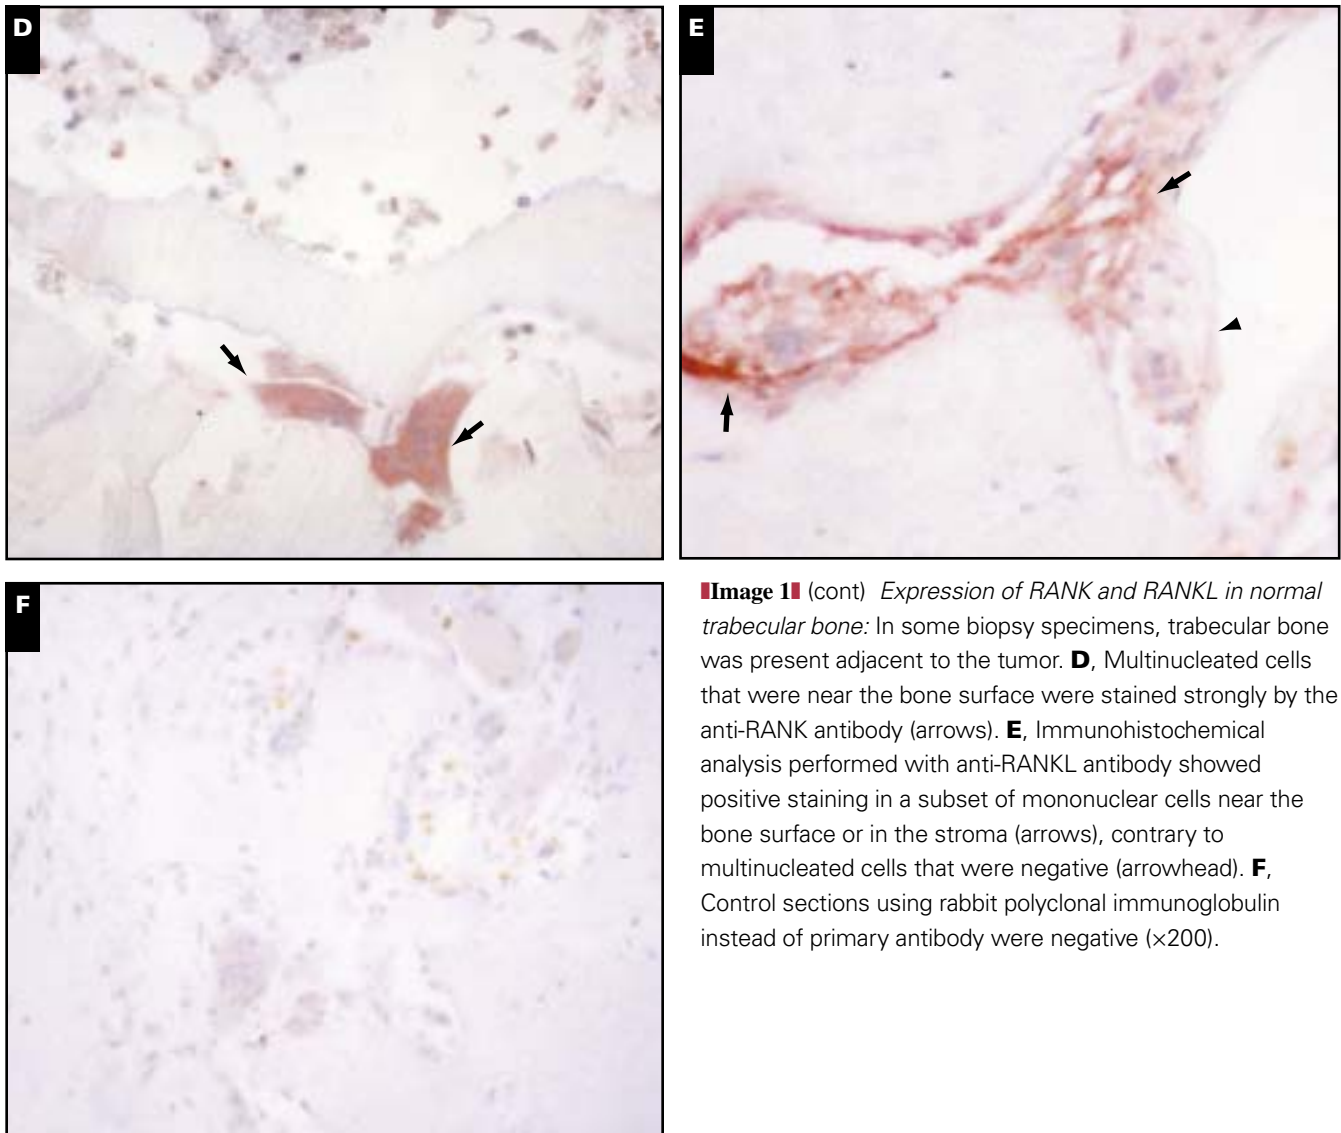 D
E
F
Image 1 (cont) Expression of RANK and RANKL in normal
trabecular bone: In some biopsy specimens, trabecular bone
was present adjacent to the tumor. D, Multinucleated cells
that were near the bone surface were stained strongly by the
anti-RANK antibody (arrows). E, Immunohistochemical
analysis performed with anti-RANKL antibody showed
positive staining in a subset of mononuclear cells near the
bone surface or in the stroma (arrows), contrary to
multinucleated cells that were negative (arrowhead). F,
Control sections using rabbit polyclonal immunoglobulin
instead of primary antibody were negative (×200).